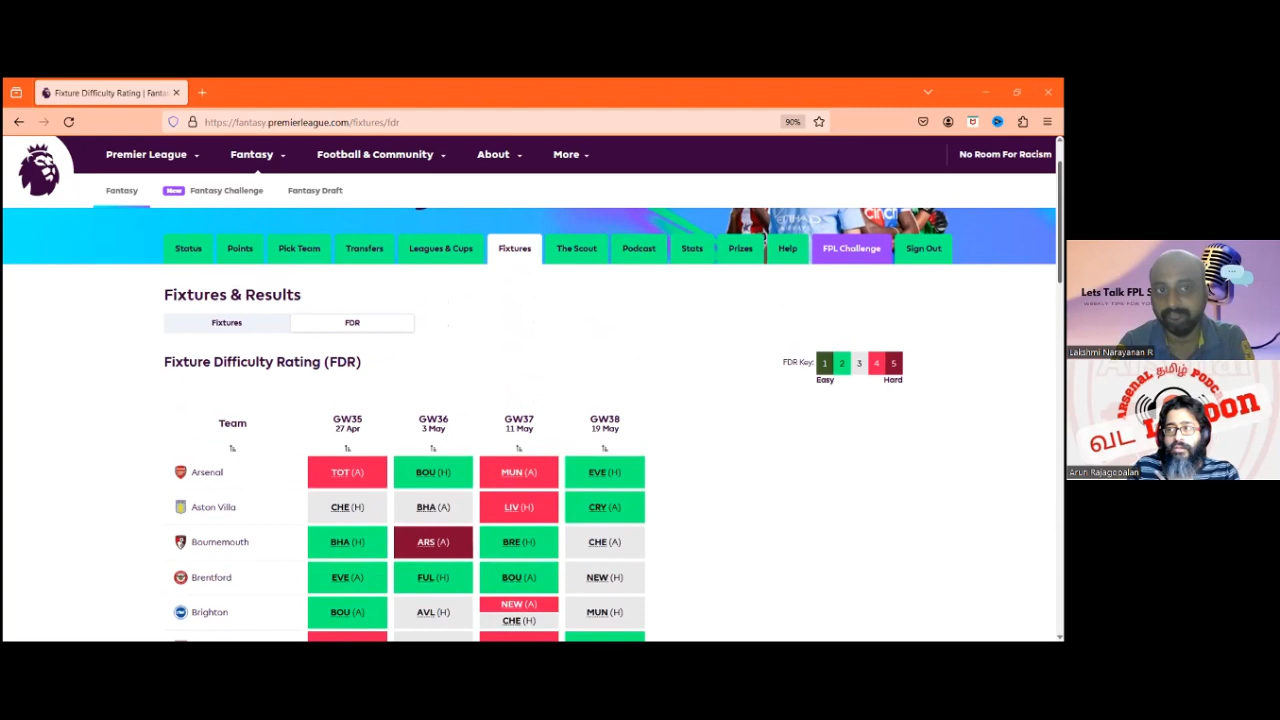 Fixture Difficulty Rating | Fanta
https://fantasy.premierleague.com/fixtures/fdr
90%
Premier League
Fantasy
Football & Community
About
More
No Room For Racism
Fantasy
New
Fantasy Challenge
Fantasy Draft
Status
Points
Pick Team
Transfers
Leagues & Cups
Fixtures
The Scout
Podcast
Stats
Prizes
Help
FPL Challenge
Sign Out
Fixtures & Results
Fixtures
FDR
Fixture Difficulty Rating (FDR)
FDR Key: 1 2 3 4 5
Easy Hard
Team GW35 GW36 GW37 GW38
27 Apr 3 May 11 May 19 May
Arsenal TOT (A) BOU (H) MUN (A) EVE (H)
Aston Villa CHE (H) BHA (A) LIV (H) CRY (A)
Bournemouth BHA (H) ARS (A) BRE (H) CHE (A)
Brentford EVE (A) FUL (H) BOU (A) NEW (H)
Brighton BOU (A) AVL (H) NEW (A) CHE (H) MUN (H)
Lets Talk FPL S
Lakshmi Narayanan R
Arsenal தமிழ் PODC
வட
oon
Arun Rajagopalan